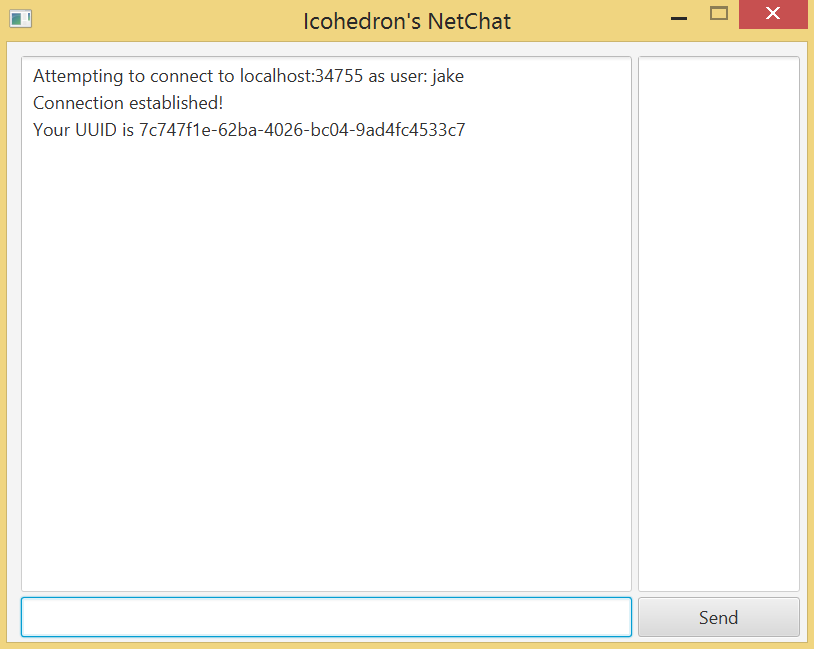 Icohedron's NetChat
Attempting to connect to localhost:34755 as user: jake
Connection established!
Your UUID is 7c747f1e-62ba-4026-bc04-9ad4fc4533c7
Send